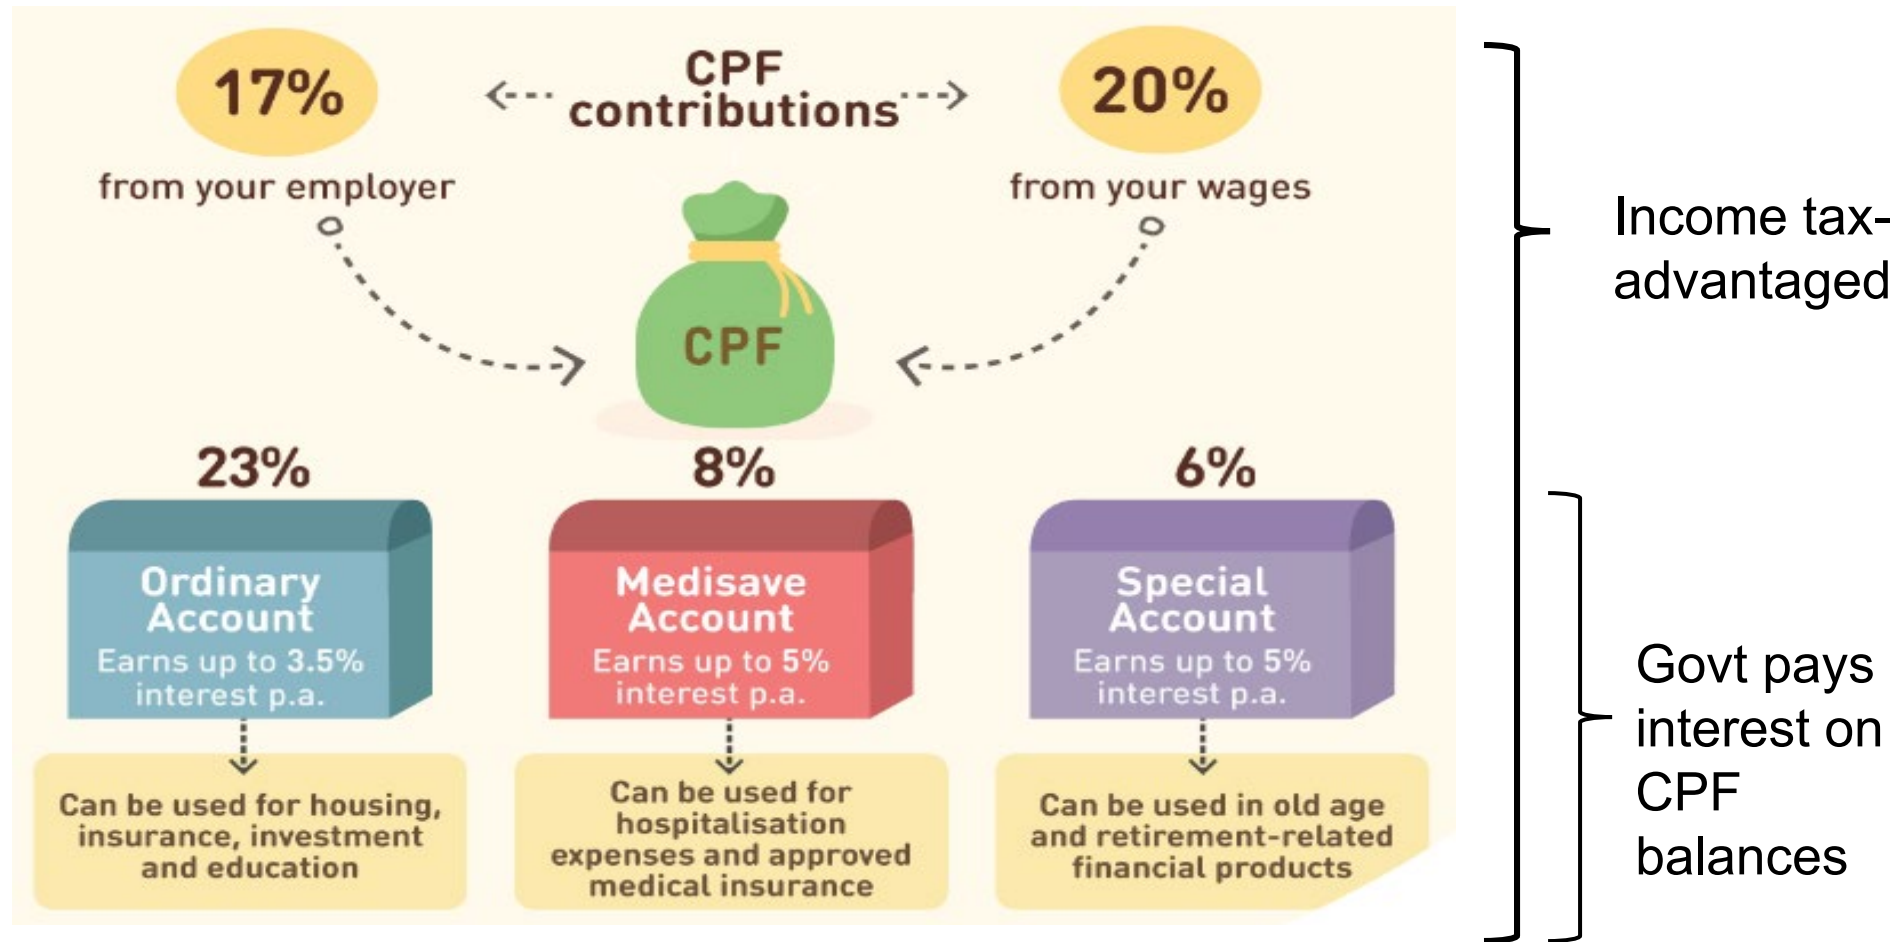 17%
CPF
contributions
20%
from your employer
from your wages
CPF
23%
8%
6%
Ordinary
Account
Earns up to 3.5%
interest p.a.
Medisave
Account
Earns up to 5%
interest p.a.
Special
Account
Earns up to 5%
interest p.a.
Can be used for housing,
insurance, investment
and education
Can be used for
hospitalisation
expenses and approved
medical insurance
Can be used in old age
and retirement-related
financial products
Income tax-
advantaged
Govt pays
interest on
CPF
balances